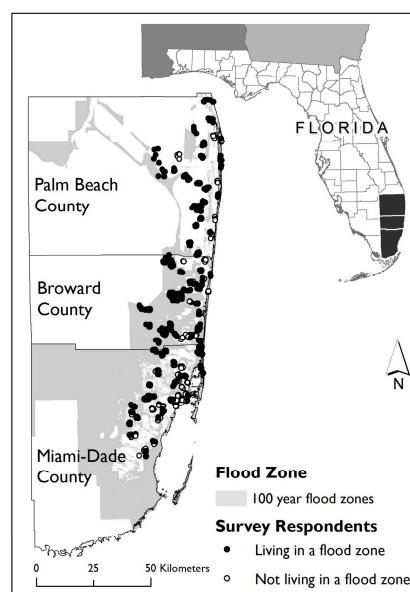 FLORIDA
Palm Beach
County
Broward
County
Miami-Dade
County
N
Flood Zone
100 year flood zones
Survey Respondents
Living in a flood zone
Not living in a flood zone
0 25 50 Kilometers